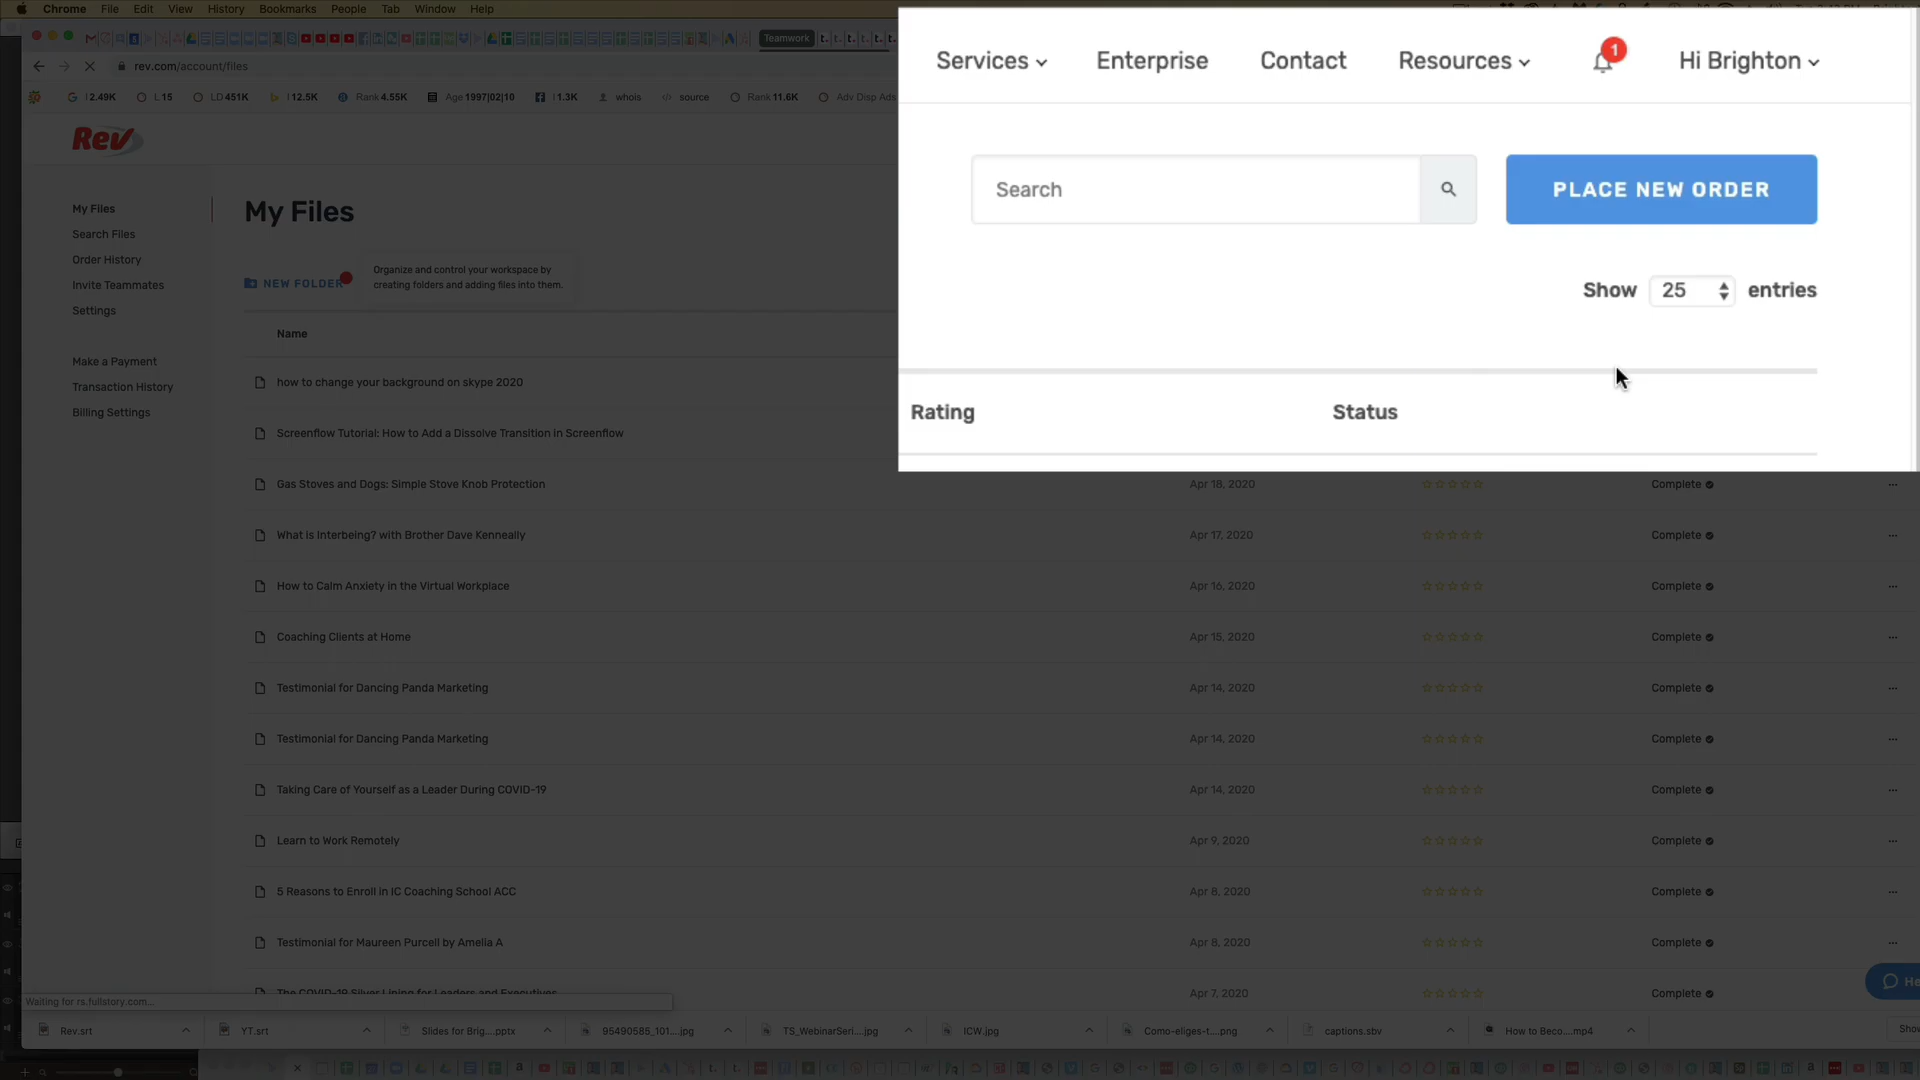 Chrome File Edit View History Bookmarks People Tab Window Help
Teamwork
rev.com/account/files
I 2.49K L 15 LD 451K I 12.5K Rank 4.55K Age 1997|02|10 I 1.3K whois source Rank 11.6K Adv Disp Ads
Services Enterprise Contact Resources 1 Hi Brighton
Rev
Search PLACE NEW ORDER
My Files
Search Files
Order History
Invite Teammates
Settings
Make a Payment
Transaction History
Billing Settings
My Files
NEW FOLDER
Organize and control your workspace by
creating folders and adding files into them.
Show 25 entries
Name Rating Status
how to change your background on skype 2020
Screenflow Tutorial: How to Add a Dissolve Transition in Screenflow
Gas Stoves and Dogs: Simple Stove Knob Protection Apr 18, 2020 Complete
What is Interbeing? with Brother Dave Kenneally Apr 17, 2020 Complete
How to Calm Anxiety in the Virtual Workplace Apr 16, 2020 Complete
Coaching Clients at Home Apr 15, 2020 Complete
Testimonial for Dancing Panda Marketing Apr 14, 2020 Complete
Testimonial for Dancing Panda Marketing Apr 14, 2020 Complete
Taking Care of Yourself as a Leader During COVID-19 Apr 14, 2020 Complete
Learn to Work Remotely Apr 9, 2020 Complete
5 Reasons to Enroll in IC Coaching School ACC Apr 8, 2020 Complete
Testimonial for Maureen Purcell by Amelia A Apr 8, 2020 Complete
The COVID-19 Silver Lining for Leaders and Executives Apr 7, 2020 Complete
He
Waiting for rs.fullstory.com...
Rev.srt YT.srt Slides for Brig....pptx 95490585_101....jpg TS_WebinarSeri....jpg ICW.jpg Como-eliges-t....png captions.sbv How to Beco....mp4 Show